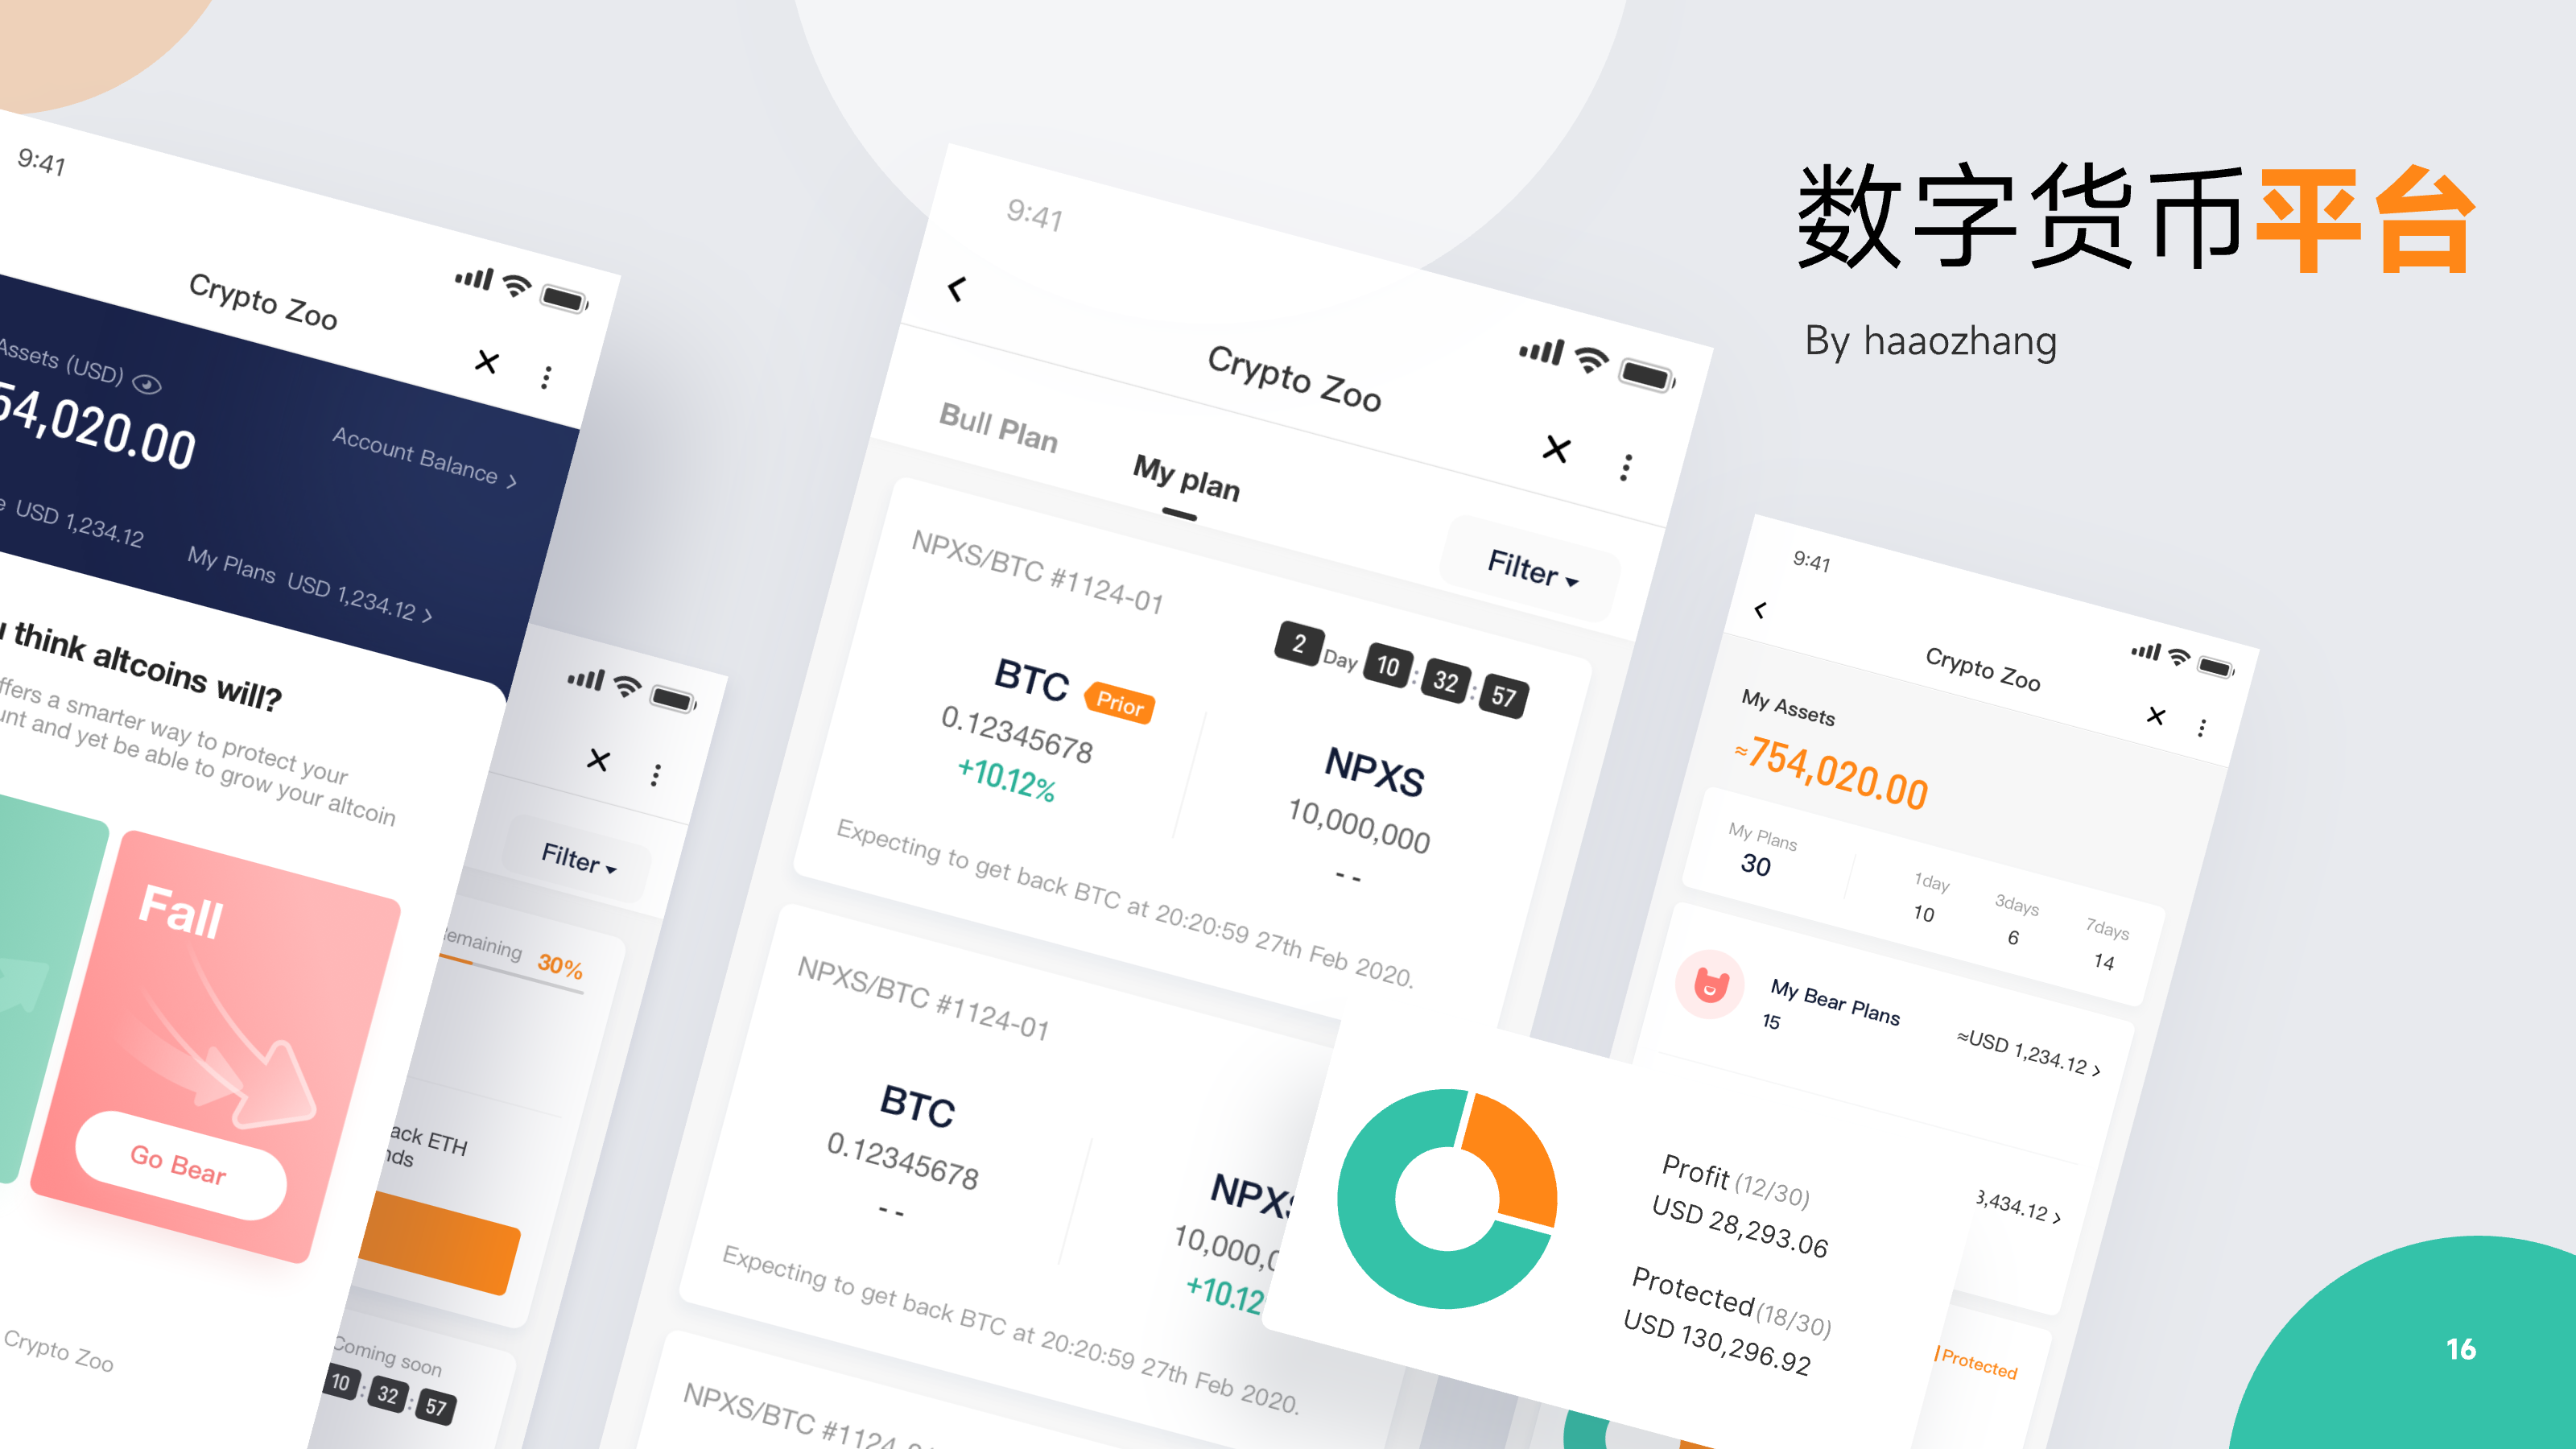 数字货币平台
By haaozhang
9:41
Crypto Zoo
Assets (USD)
54,020.00
Account Balance >
USD 1,234.12
My Plans USD 1,234.12 >
think altcoins will?
a smarter way to protect your
and yet be able to grow your altcoin
Fall
Go Bear
Crypto Zoo
Filter
30%
ETH
Coming soon
10 : 32 : 57
9:41
Crypto Zoo
Bull Plan
My plan
Filter
NPXS/BTC #1124-01
2 Day 10 : 32 : 57
BTC Prior
0.12345678
+10.12%
NPXS
10,000,000
--
Expecting to get back BTC at 20:20:59 27th Feb 2020.
NPXS/BTC #1124-01
BTC
0.12345678
--
NPXS
10,000,0
+10.12
Expecting to get back BTC at 20:20:59 27th Feb 2020.
NPXS/BTC #1124-0
9:41
Crypto Zoo
My Assets
≈754,020.00
My Plans
30
1day
10
3days
6
7days
14
My Bear Plans
15
≈USD 1,234.12 >
3,434.12 >
Profit (12/30)
USD 28,293.06
Protected (18/30)
USD 130,296.92
Protected
16